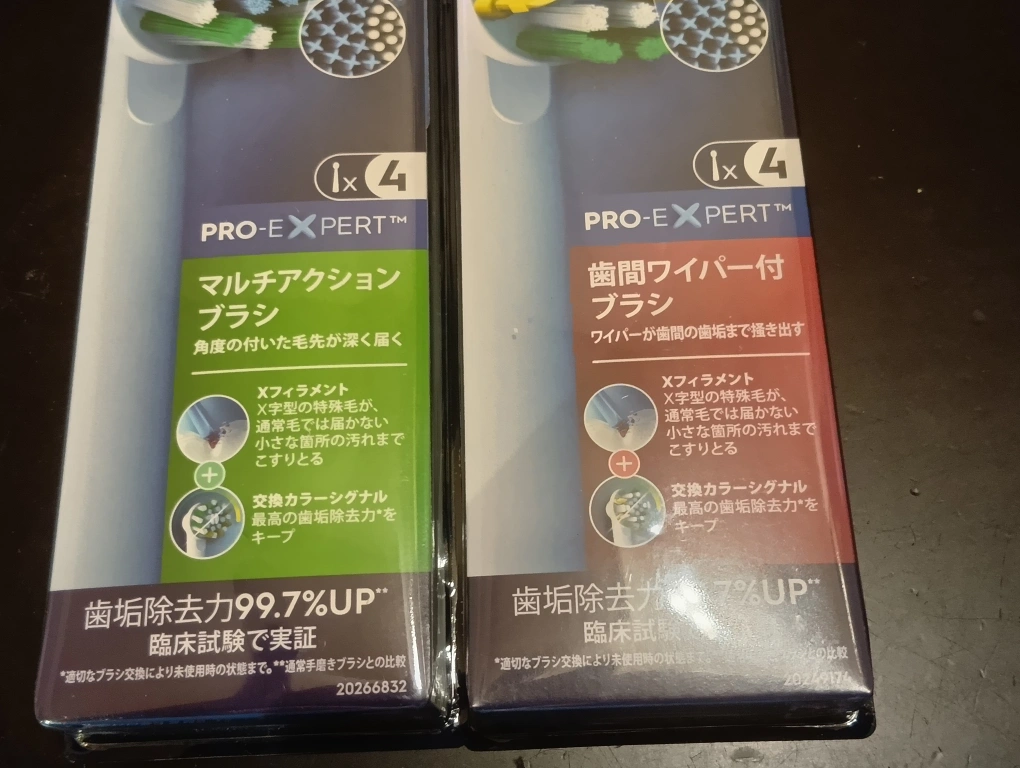 x 4
PRO-EXPERT™
マルチアクション
ブラシ
角度の付いた毛先が深く届く
Xフィラメント
X字型の特殊毛が、
通常毛では届かない
小さな箇所の汚れまで
こすりとる
交換カラーシグナル
最高の歯垢除去力*を
キープ
歯垢除去力99.7%UP**
臨床試験で実証
*適切なブラシ交換により未使用時の状態まで。**通常手磨きブラシとの比較
20266832
x 4
PRO-EXPERT™
歯間ワイパー付
ブラシ
ワイパーが歯間の歯垢まで掻き出す
Xフィラメント
X字型の特殊毛が、
通常毛では届かない
小さな箇所の汚れまで
こすりとる
交換カラーシグナル
最高の歯垢除去力*を
キープ
歯垢除去力 7%UP**
臨床試験
*適切なブラシ交換により未使用時の状態まで。 ブラシとの比較